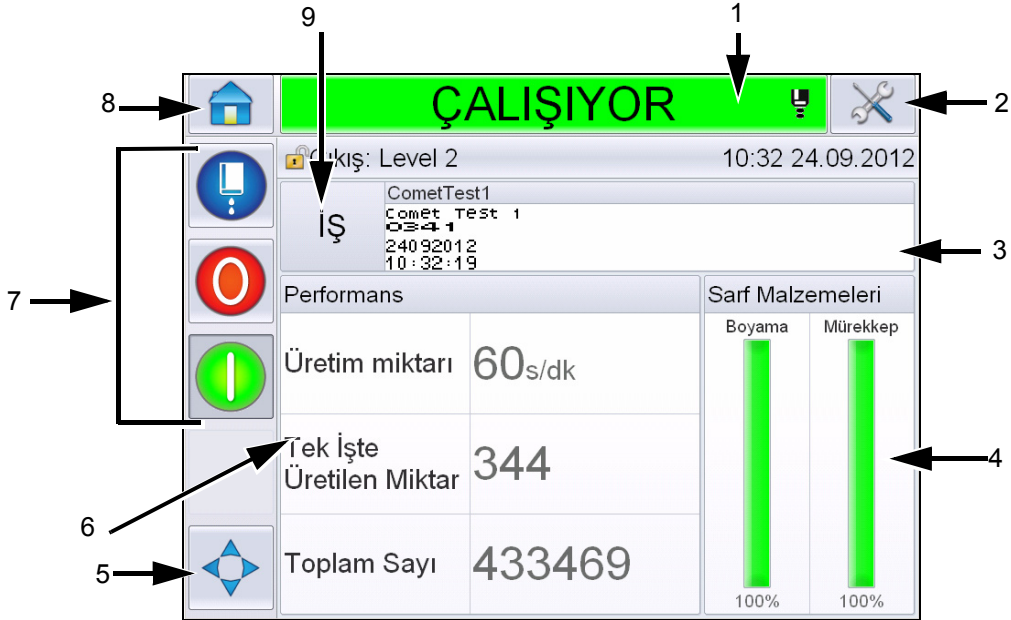 9
1
8
ÇALIŞIYOR
2
Çıkış: Level 2
10:32 24.09.2012
İŞ
CometTest1
Comet Test 1
0341
24092012
10:32:19
3
7
Performans
Sarf Malzemeleri
Boyama
Mürekkep
Üretim miktarı
60s/dk
Tek İşte
Üretilen Miktar
344
4
6
5
Toplam Sayı
433469
100%
100%